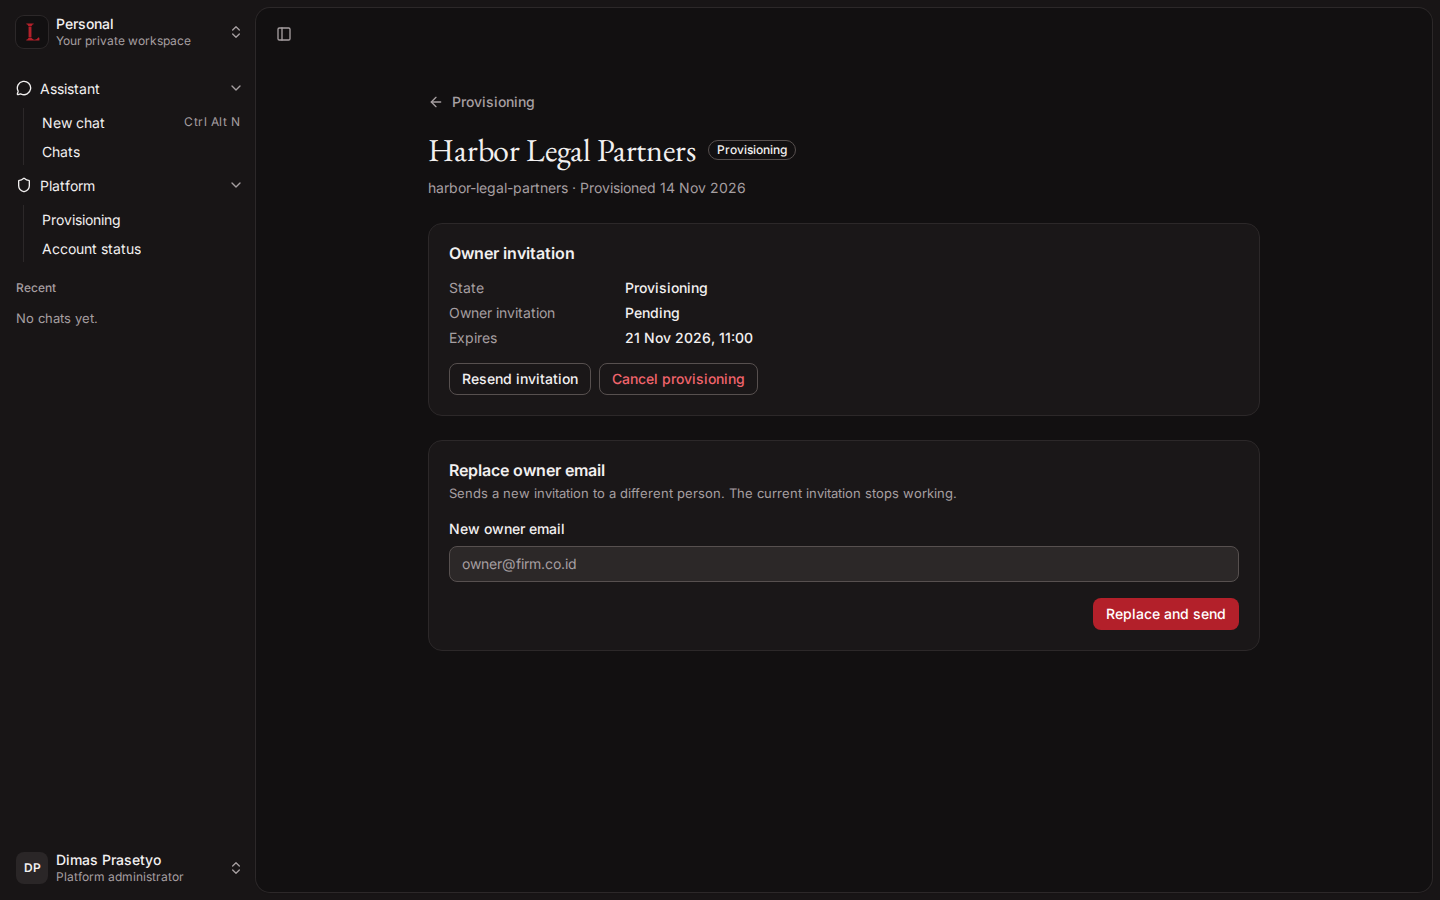 L
Personal
Your private workspace
Assistant
New chat
Ctrl Alt N
Chats
Platform
Provisioning
Account status
Recent
No chats yet.
DP
Dimas Prasetyo
Platform administrator
Provisioning
Harbor Legal Partners
Provisioning
harbor-legal-partners · Provisioned 14 Nov 2026
Owner invitation
State
Provisioning
Owner invitation
Pending
Expires
21 Nov 2026, 11:00
Resend invitation
Cancel provisioning
Replace owner email
Sends a new invitation to a different person. The current invitation stops working.
New owner email
owner@firm.co.id
Replace and send